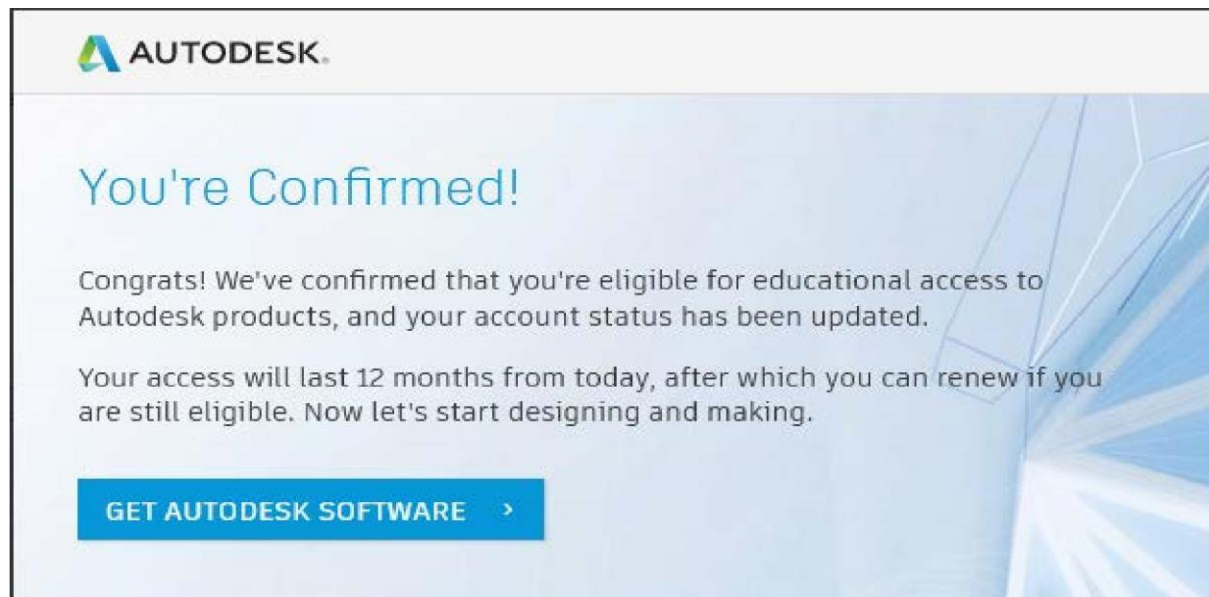 AUTODESK.
You're Confirmed!
Congrats! We've confirmed that you're eligible for educational access to
Autodesk products, and your account status has been updated.
Your access will last 12 months from today, after which you can renew if you
are still eligible. Now let's start designing and making.
GET AUTODESK SOFTWARE >